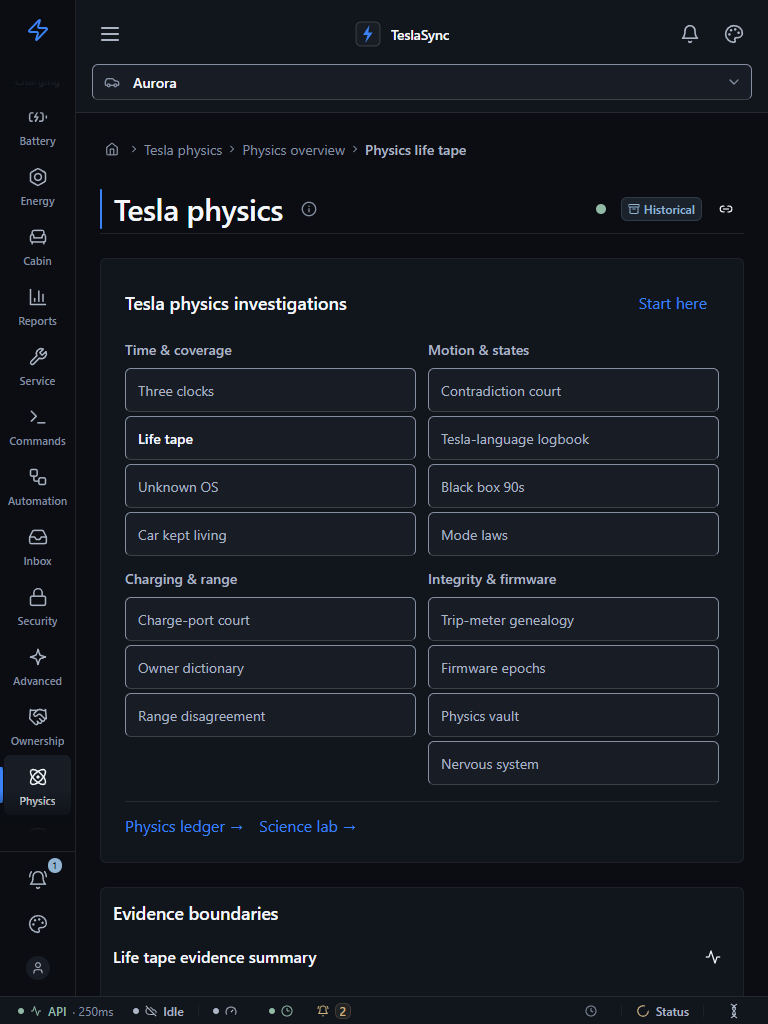 TeslaSync
Aurora
Battery
Energy
Cabin
Reports
Service
Commands
Automation
Inbox
Security
Advanced
Ownership
Physics
1
Tesla physics > Physics overview > Physics life tape
Tesla physics
Historical
Tesla physics investigations
Start here
Time & coverage
Three clocks
Life tape
Unknown OS
Car kept living
Motion & states
Contradiction court
Tesla-language logbook
Black box 90s
Mode laws
Charging & range
Charge-port court
Owner dictionary
Range disagreement
Integrity & firmware
Trip-meter genealogy
Firmware epochs
Physics vault
Nervous system
Physics ledger → Science lab →
Evidence boundaries
Life tape evidence summary
API · 250ms Idle 2 Status